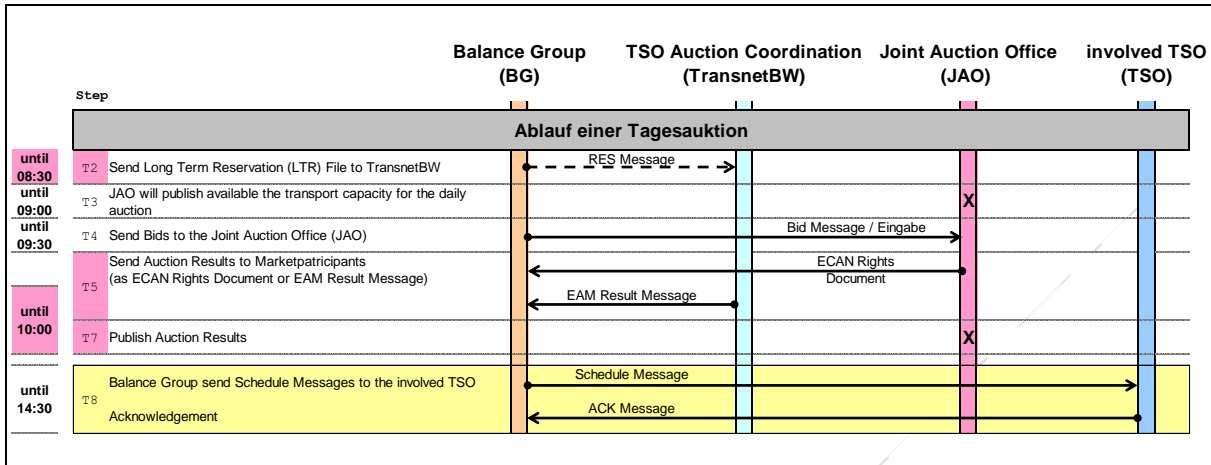 Balance Group TSO Auction Coordination Joint Auction Office involved TSO
(BG) (TransnetBW) (JAO) (TSO)
Step
Ablauf einer Tagesauktion
until
08:30
T2 Send Long Term Reservation (LTR) File to TransnetBW RES Message
until
09:00
T3 JAO will publish available the transport capacity for the daily
auction X
until
09:30
T4 Send Bids to the Joint Auction Office (JAO) Bid Message / Eingabe
Send Auction Results to Marketpatricipants ECAN Rights
(as ECAN Rights Document or EAM Result Message) Document
T5
EAM Result Message
until
10:00
T7 Publish Auction Results X
until
14:30
T8
Balance Group send Schedule Messages to the involved TSO Schedule Message
Acknowledgement ACK Message